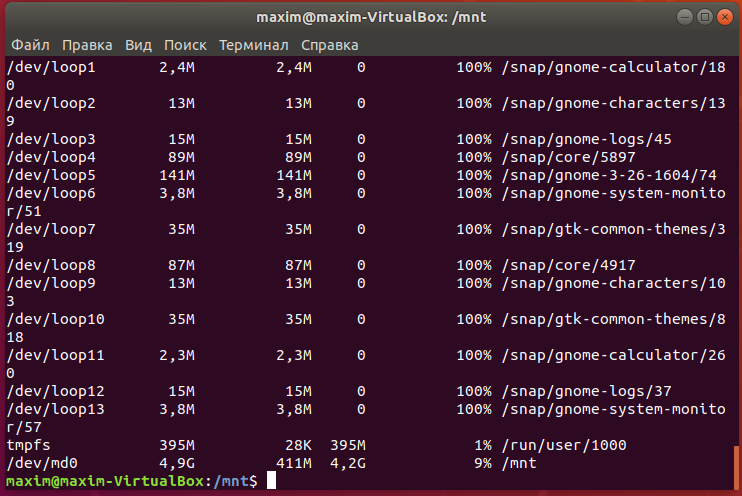 maxim@maxim-VirtualBox: /mnt
Файл Правка Вид Поиск Терминал Справка
/dev/loop1 2,4M 2,4M 0 100% /snap/gnome-calculator/18
0
/dev/loop2 13M 13M 0 100% /snap/gnome-characters/13
9
/dev/loop3 15M 15M 0 100% /snap/gnome-logs/45
/dev/loop4 89M 89M 0 100% /snap/core/5897
/dev/loop5 141M 141M 0 100% /snap/gnome-3-26-1604/74
/dev/loop6 3,8M 3,8M 0 100% /snap/gnome-system-monito
r/51
/dev/loop7 35M 35M 0 100% /snap/gtk-common-themes/3
19
/dev/loop8 87M 87M 0 100% /snap/core/4917
/dev/loop9 13M 13M 0 100% /snap/gnome-characters/10
3
/dev/loop10 35M 35M 0 100% /snap/gtk-common-themes/8
18
/dev/loop11 2,3M 2,3M 0 100% /snap/gnome-calculator/26
0
/dev/loop12 15M 15M 0 100% /snap/gnome-logs/37
/dev/loop13 3,8M 3,8M 0 100% /snap/gnome-system-monito
r/57
tmpfs 395M 28K 395M 1% /run/user/1000
/dev/md0 4,9G 411M 4,2G 9% /mnt
maxim@maxim-VirtualBox:/mnt$